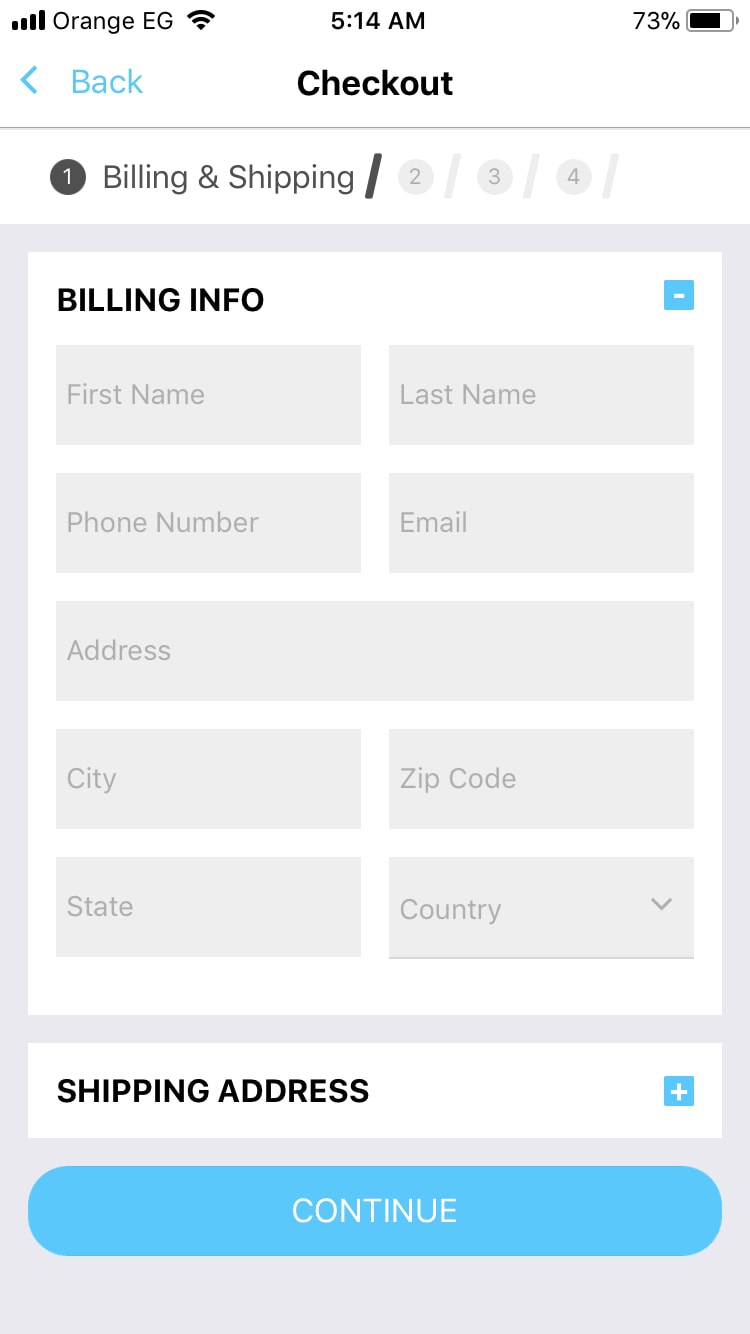 Orange EG 5:14 AM 73%
Back Checkout
1 Billing & Shipping 2 3 4
BILLING INFO -
First Name Last Name
Phone Number Email
Address
City Zip Code
State Country
SHIPPING ADDRESS +
CONTINUE